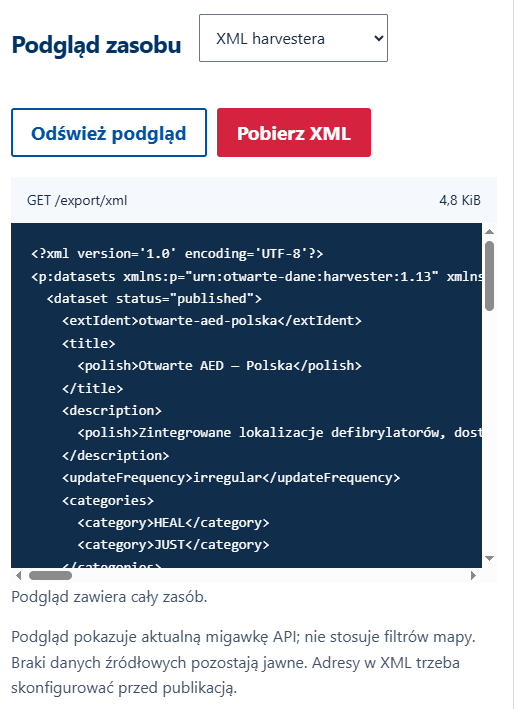 Podgląd zasobu
XML harvestera
Odśwież podgląd
Pobierz XML
GET /export/xml
4,8 KiB
<?xml version='1.0' encoding='UTF-8'?>
<p:datasets xmlns:p="urn:otwarte-dane:harvester:1.13" xmlns
<dataset status="published">
<extIdent>otwarte-aed-polska</extIdent>
<title>
<polish>Otwarte AED — Polska</polish>
</title>
<description>
<polish>Zintegrowane lokalizacje defibrylatorów, dost
</description>
<updateFrequency>irregular</updateFrequency>
<categories>
<category>HEAL</category>
<category>JUST</category>
</categories>
Podgląd zawiera cały zasób.
Podgląd pokazuje aktualną migawkę API; nie stosuje filtrów mapy.
Braki danych źródłowych pozostają jawne. Adresy w XML trzeba
skonfigurować przed publikacją.